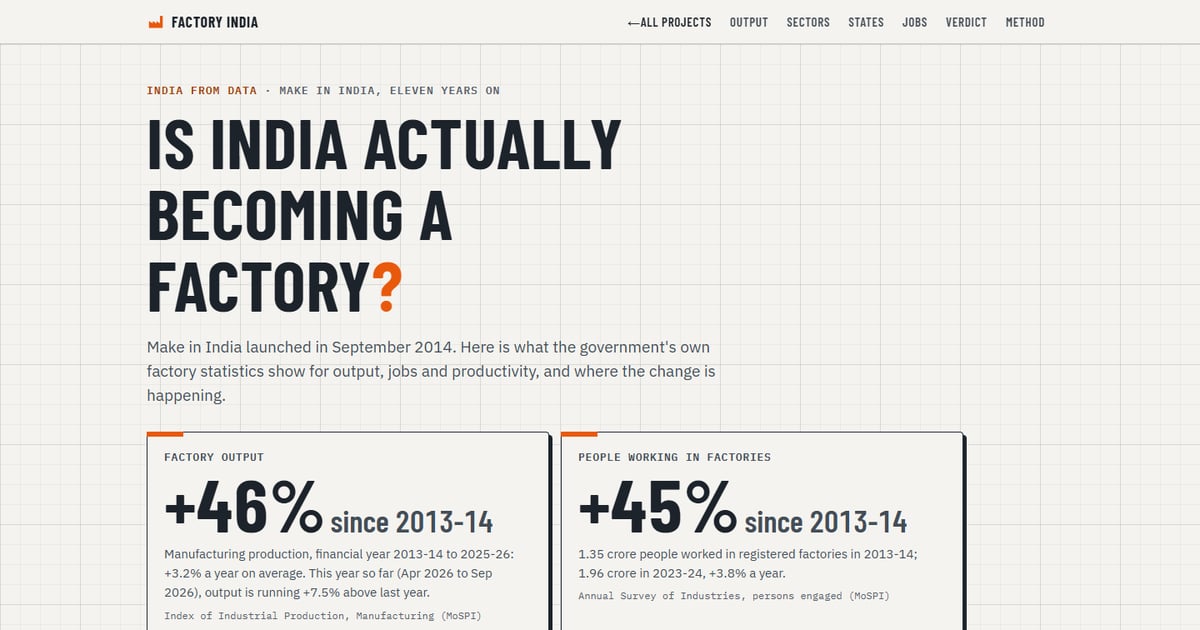 FACTORY INDIA
←ALL PROJECTS OUTPUT SECTORS STATES JOBS VERDICT METHOD
INDIA FROM DATA · MAKE IN INDIA, ELEVEN YEARS ON
IS INDIA ACTUALLY
BECOMING A
FACTORY?
Make in India launched in September 2014. Here is what the government's own
factory statistics show for output, jobs and productivity, and where the change is
happening.
FACTORY OUTPUT
+46% since 2013-14
Manufacturing production, financial year 2013-14 to 2025-26:
+3.2% a year on average. This year so far (Apr 2026 to Sep
2026), output is running +7.5% above last year.
Index of Industrial Production, Manufacturing (MoSPI)
PEOPLE WORKING IN FACTORIES
+45% since 2013-14
1.35 crore people worked in registered factories in 2013-14;
1.96 crore in 2023-24, +3.8% a year.
Annual Survey of Industries, persons engaged (MoSPI)